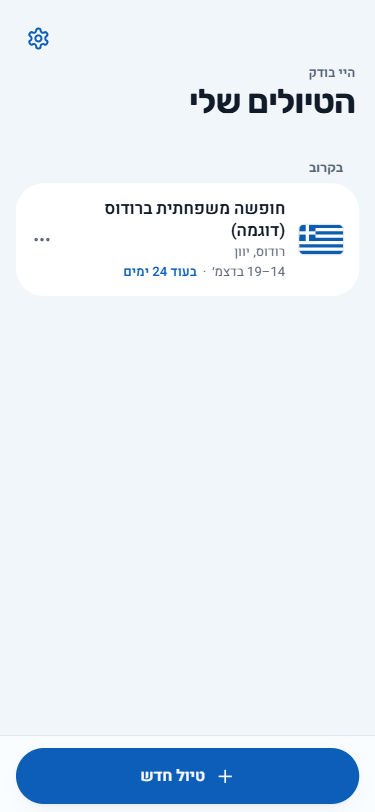 היי בודק
הטיולים שלי
בקרוב
חופשה משפחתית ברודוס
(דוגמה)
רודוס, יוון
14–19 בדצמ׳ · בעוד 24 ימים
טיול חדש